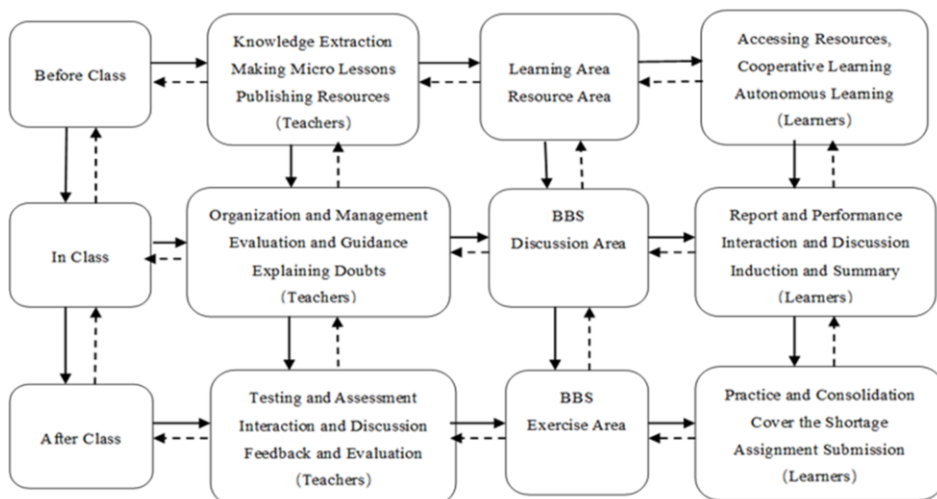 Before Class
Knowledge Extraction
Making Micro Lessons
Publishing Resources
(Teachers)
Learning Area
Resource Area
Accessing Resources,
Cooperative Learning
Autonomous Learning
(Learners)
In Class
Organization and Management
Evaluation and Guidance
Explaining Doubts
(Teachers)
BBS
Discussion Area
Report and Performance
Interaction and Discussion
Induction and Summary
(Learners)
After Class
Testing and Assessment
Interaction and Discussion
Feedback and Evaluation
(Teachers)
BBS
Exercise Area
Practice and Consolidation
Cover the Shortage
Assignment Submission
(Learners)